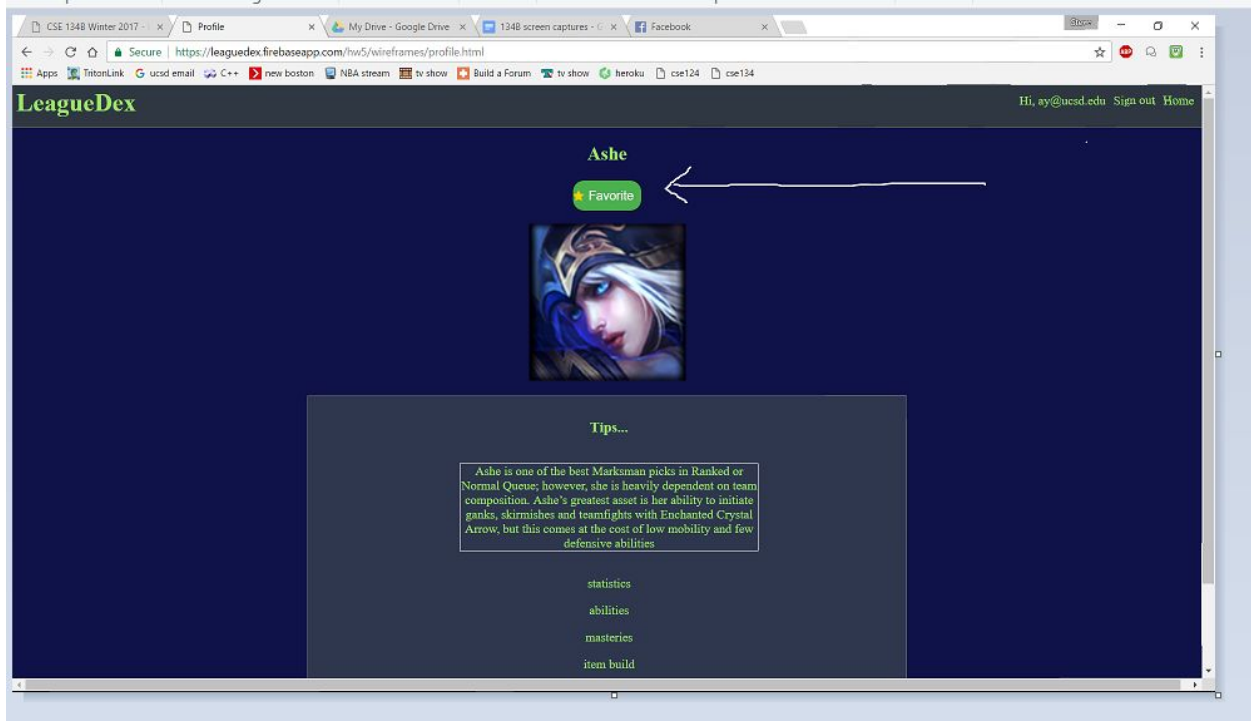 CSE 134B Winter 2017 -
Profile
My Drive - Google Drive
134B screen captures - G
Facebook
Secure
https://leaguedex.firebaseapp.com/hw5/wireframes/profile.html
Apps TritonLink ucsd email C++ new boston NBA stream tv show Build a Forum tv show heroku cse124 cse134
LeagueDex
Hi, ay@ucsd.edu Sign out Home
Ashe
Favorite
Tips...
Ashe is one of the best Marksman picks in Ranked or
Normal Queue; however, she is heavily dependent on team
composition. Ashe's greatest asset is her ability to initiate
ganks, skirmishes and teamfights with Enchanted Crystal
Arrow, but this comes at the cost of low mobility and few
defensive abilities
statistics
abilities
masteries
item build